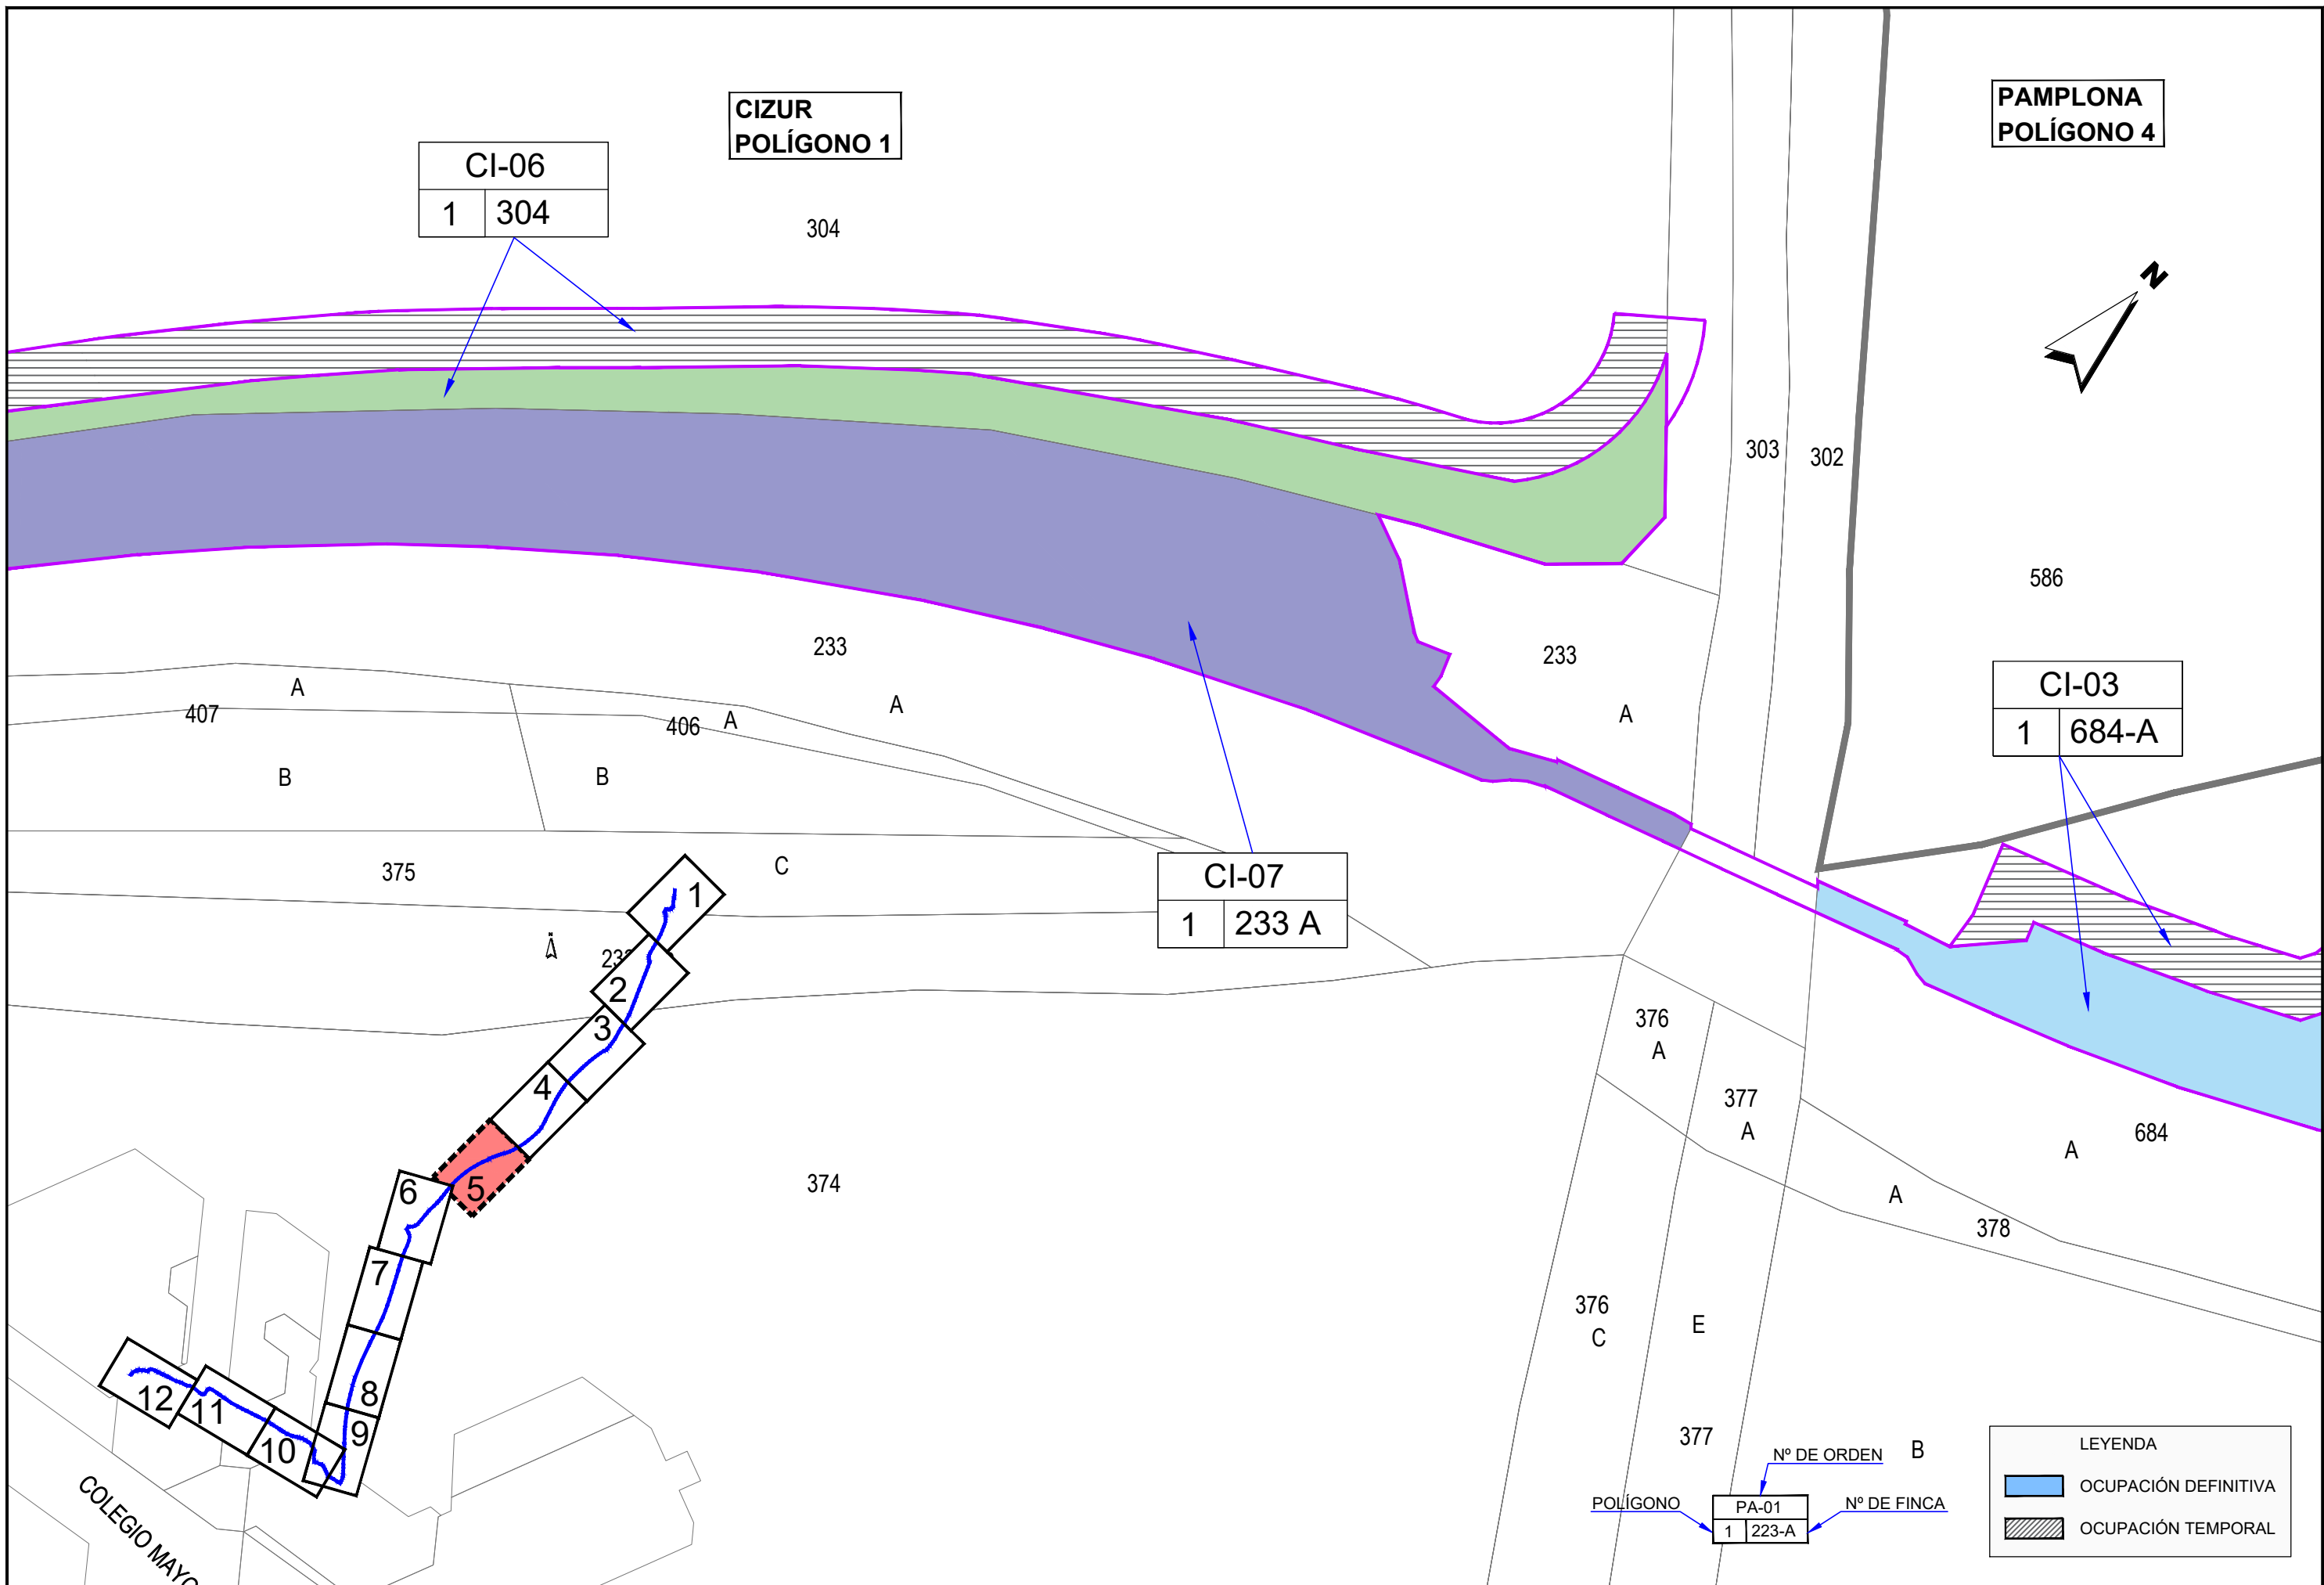 CIZUR
POLÍGONO 1
PAMPLONA
POLÍGONO 4
CI-06
1 304
304
N
303
302
586
233
233
A
A
A
407
406
A
B
B
CI-03
1 684-A
375
C
CI-07
1 233 A
A
1
2
3
4
5
6
7
8
9
10
11
12
376
A
377
A
684
A
A
378
374
376
C
E
377
B
COLEGIO
Nº DE ORDEN
POLÍGONO
PA-01
1 223-A
Nº DE FINCA
LEYENDA
OCUPACIÓN DEFINITIVA
OCUPACIÓN TEMPORAL